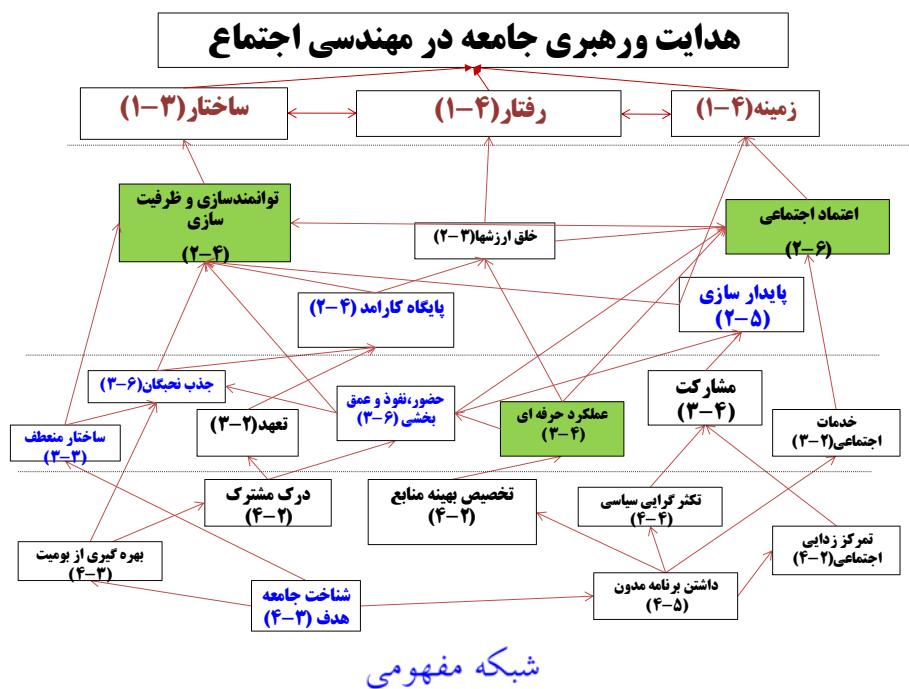 هدایت ورهبری جامعه در مهندسی اجتماع
زمینه(۴-۱)
رفتار(۴-۱)
ساختار(۳-۱)
اعتماد اجتماعی
(۶-۲)
خلق ارزشها(۳-۲)
توانمندسازی و ظرفیت
سازی
(۴-۲)
پایدار سازی
(۵-۲)
پایگاه کارامد (۴-۲)
مشارکت
(۴-۳)
خدمات
اجتماعی(۲-۳)
عملکرد حرفه ای
(۴-۳)
حضور،نفوذ و عمق
بخشی (۶-۳)
تعهد(۲-۳)
جذب نحبگان(۶-۳)
ساختار منعطف
(۳-۳)
تکثر گرایی سیاسی
(۴-۴)
تخصیص بهینه منابع
(۲-۴)
درک مشترک
(۲-۴)
تمرکز زدایی
اجتماعی(۲-۴)
بهره گیری از بومیت
(۳-۴)
داشتن برنامه مدون
(۵-۴)
شناخت جامعه
هدف (۳-۴)
شبکه مفهومی